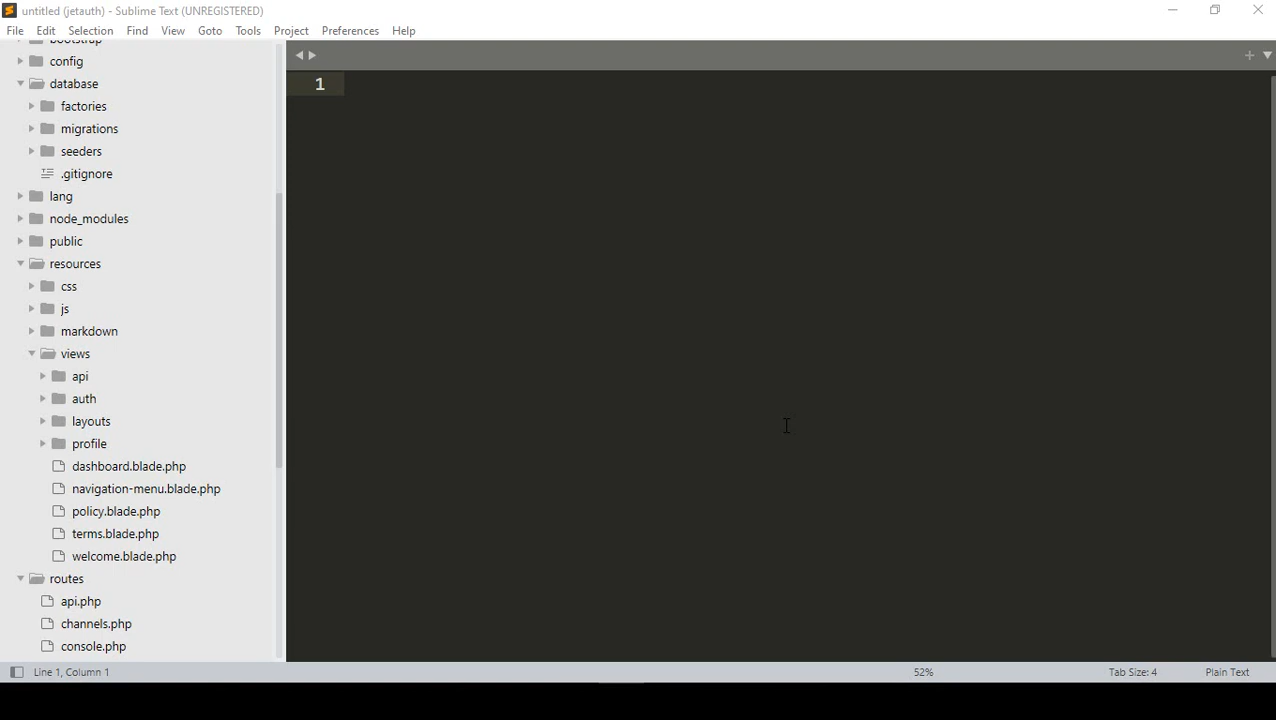 untitled (jetauth) - Sublime Text (UNREGISTERED)
File Edit Selection Find View Goto Tools Project Preferences Help
bootstrap
config
database
factories
migrations
seeders
.gitignore
lang
node_modules
public
resources
css
js
markdown
views
api
auth
layouts
profile
dashboard.blade.php
navigation-menu.blade.php
policy.blade.php
terms.blade.php
welcome.blade.php
routes
api.php
channels.php
console.php
1
Line 1, Column 1 52% Tab Size: 4 Plain Text